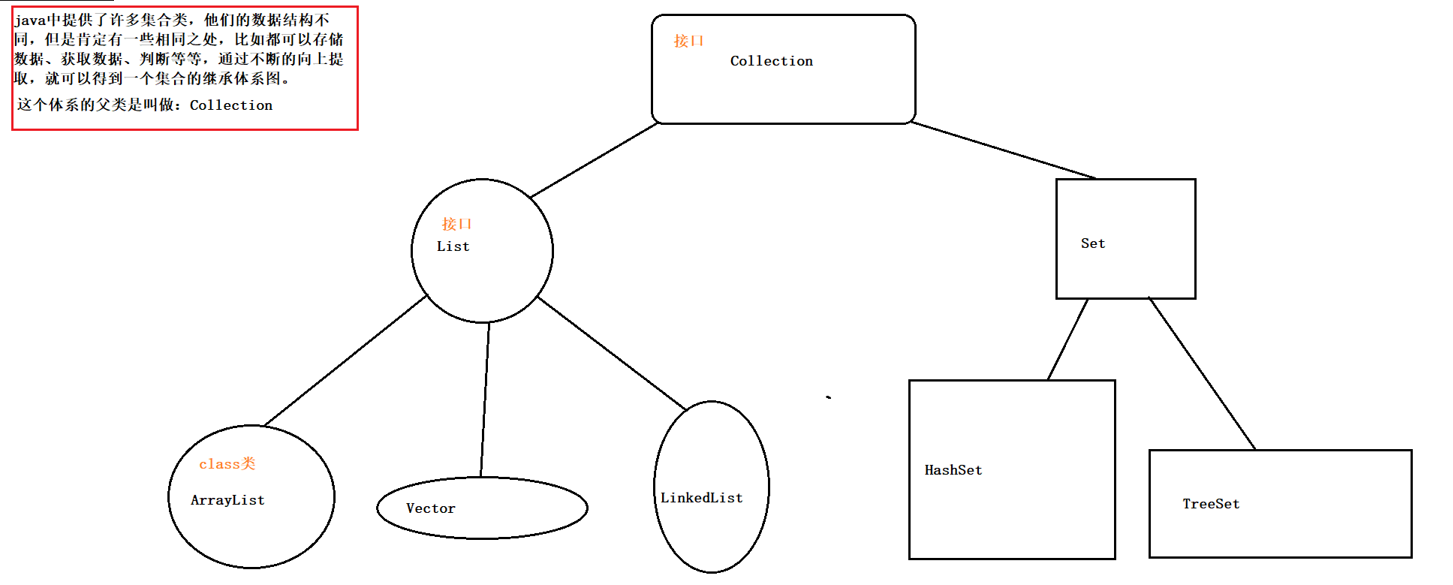 java中提供了许多集合类，他们的数据结构不
同，但是肯定有一些相同之处，比如都可以存储
数据、获取数据、判断等等，通过不断的向上提
取，就可以得到一个集合的继承体系图。
这个体系的父类是叫做：Collection
接口
Collection
接口
List
Set
class类
ArrayList
Vector
LinkedList
HashSet
TreeSet